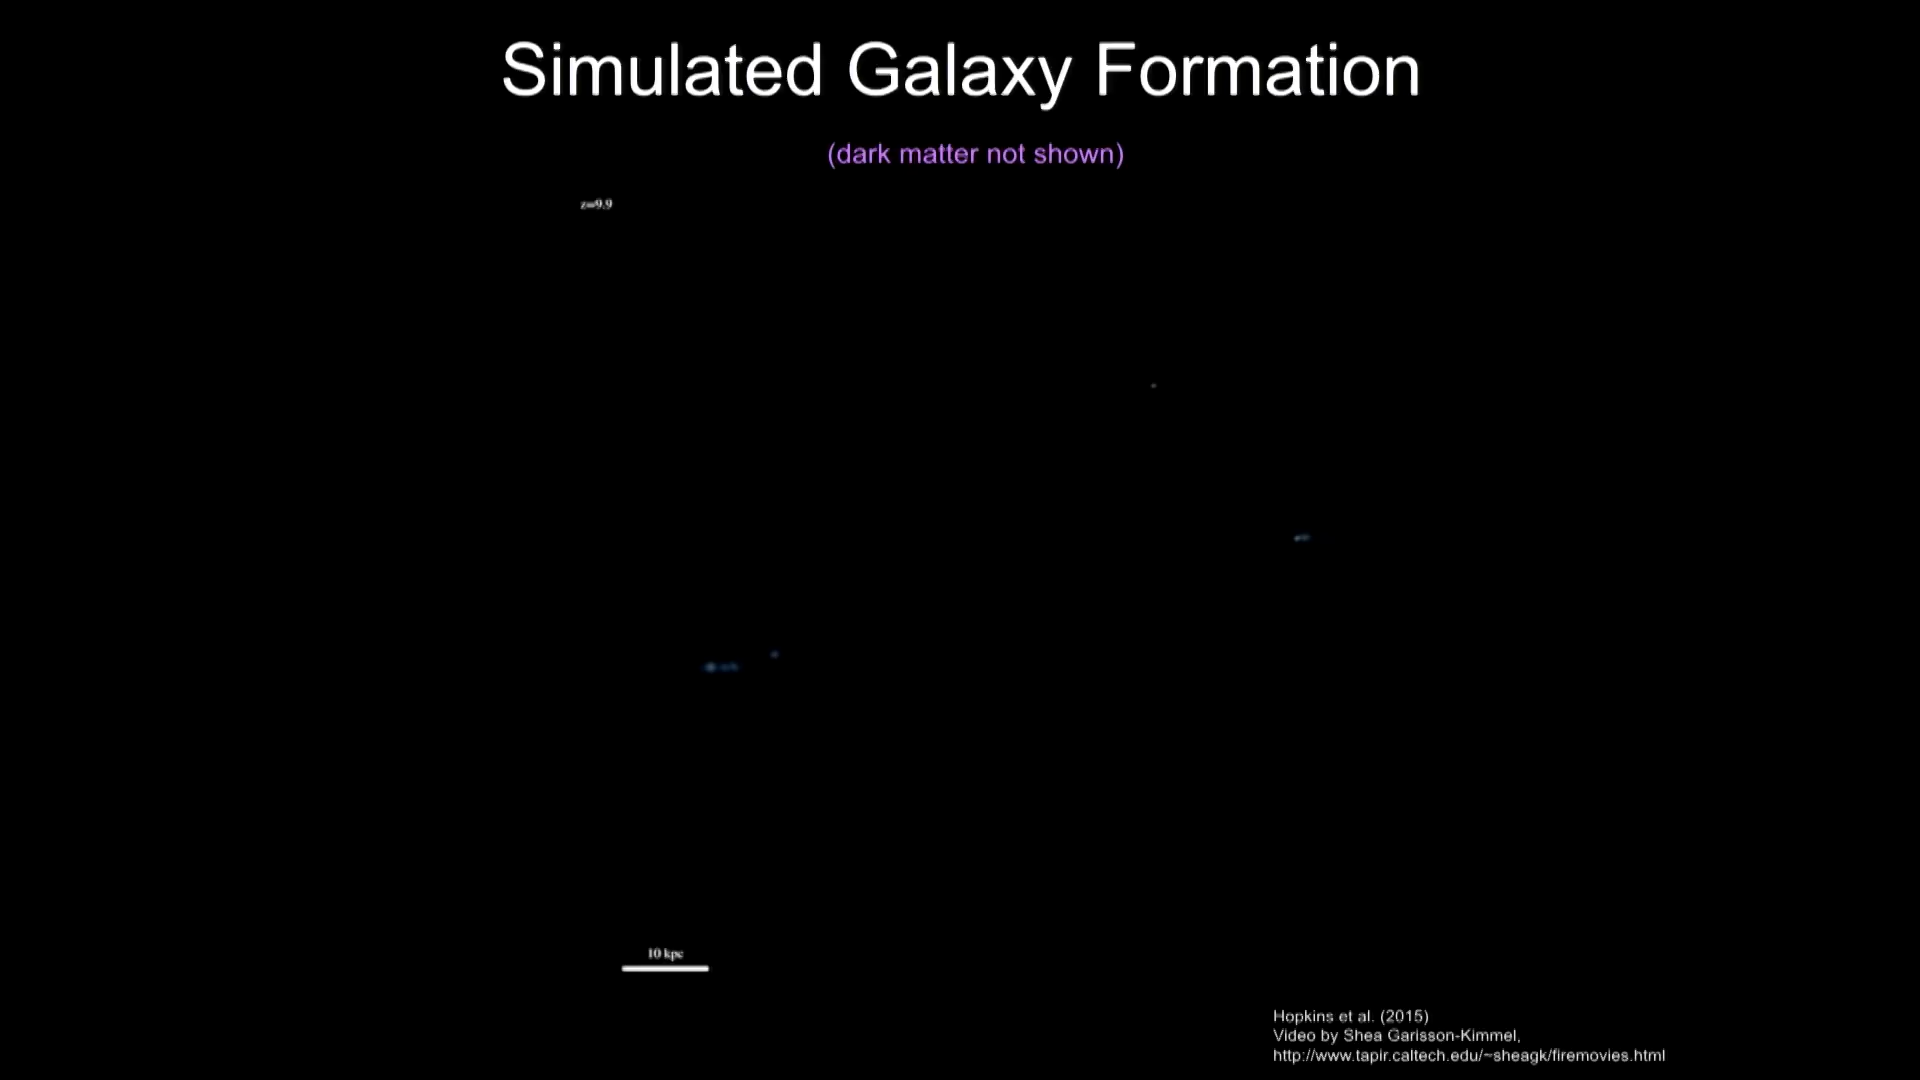 Simulated Galaxy Formation
(dark matter not shown)
z=9.9
10 kpc
Hopkins et al. (2015)
Video by Shea Garisson-Kimmel,
http://www.tapir.caltech.edu/~sheagk/firemovies.html